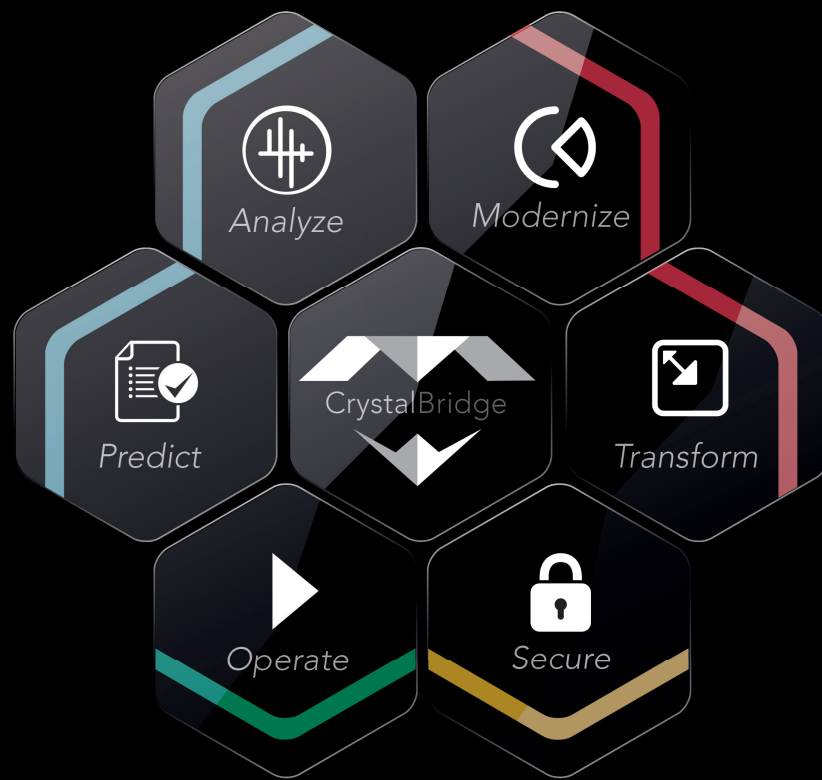 Analyze
Modernize
Predict
CrystalBridge
Transform
Operate
Secure